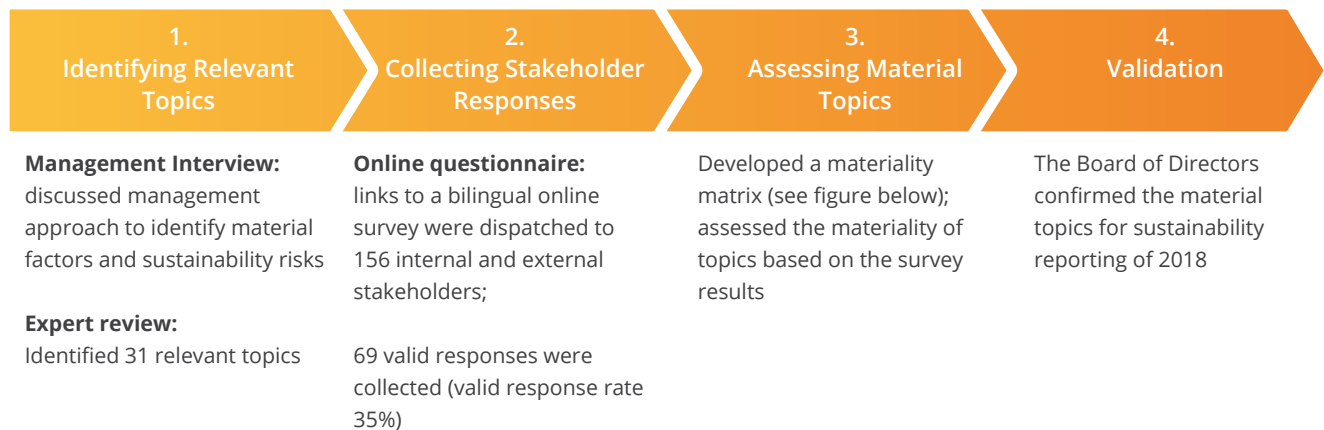 1.
Identifying Relevant
Topics
2.
Collecting Stakeholder
Responses
3.
Assessing Material
Topics
4.
Validation
Management Interview:
discussed management
approach to identify material
factors and sustainability risks
Expert review:
Identified 31 relevant topics
Online questionnaire:
links to a bilingual online
survey were dispatched to
156 internal and external
stakeholders;
69 valid responses were
collected (valid response rate
35%)
Developed a materiality
matrix (see figure below);
assessed the materiality of
topics based on the survey
results
The Board of Directors
confirmed the material
topics for sustainability
reporting of 2018